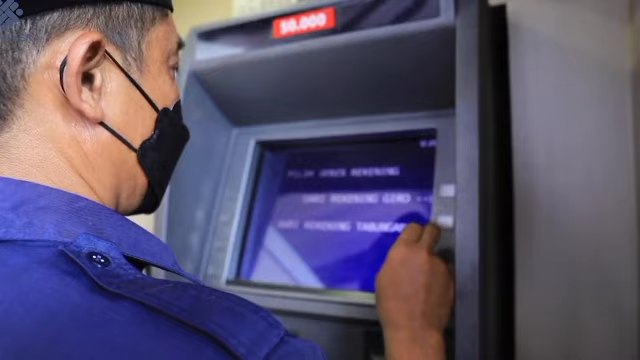 50.000
PILIH JENIS REKENING
DARI REKENING GIRO -->
DARI REKENING TABUNGAN